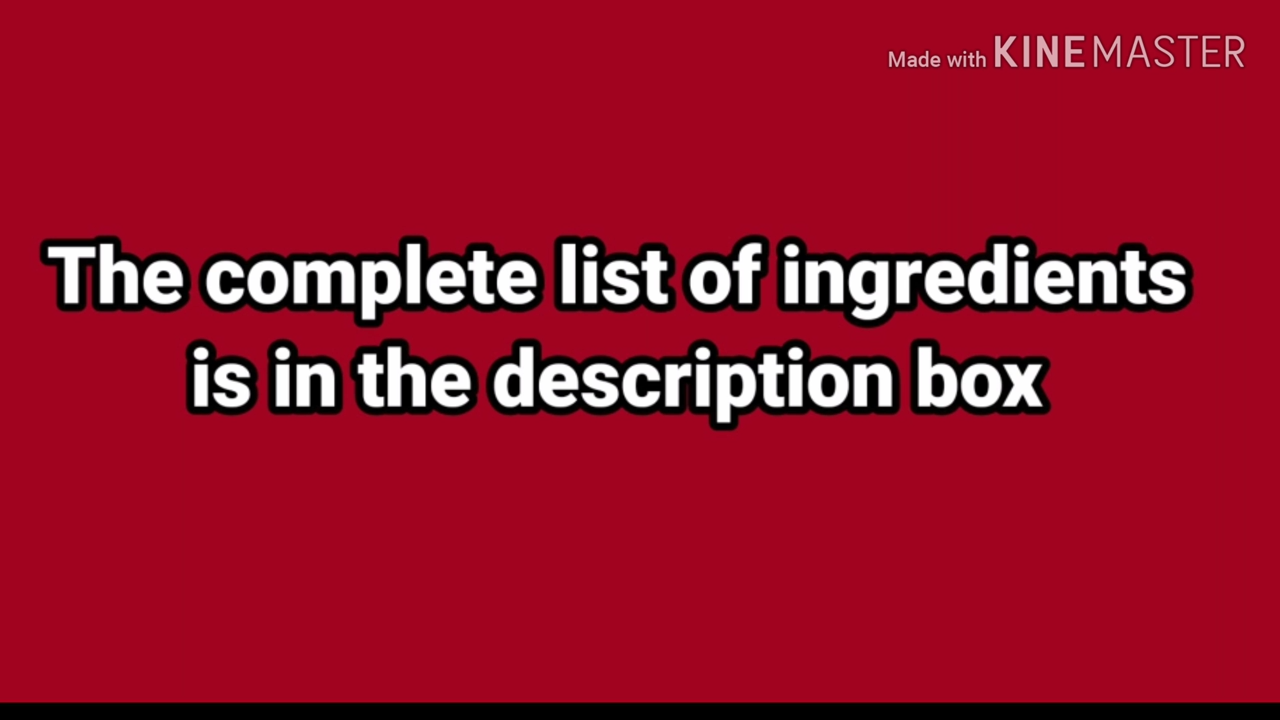 Made with KINEMASTER
The complete list of ingredients
is in the description box